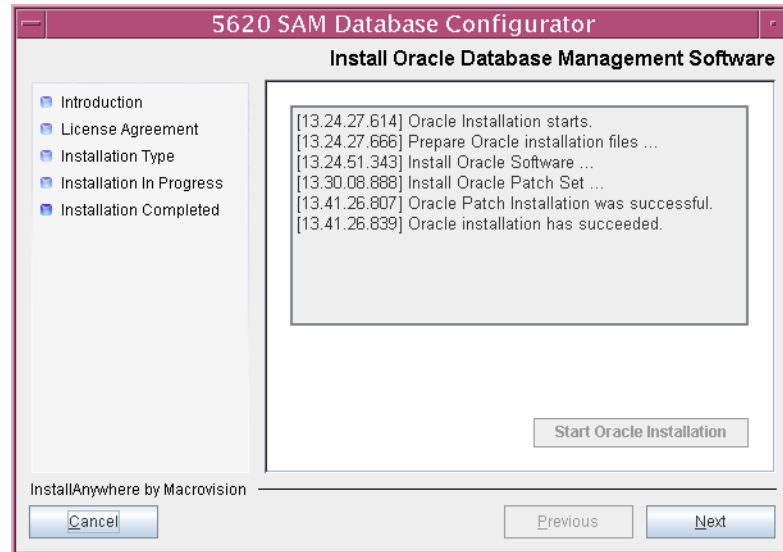 5620 SAM Database Configurator
Install Oracle Database Management Software
Introduction
License Agreement
Installation Type
Installation In Progress
Installation Completed
[13.24.27.614] Oracle Installation starts.
[13.24.27.666] Prepare Oracle installation files ...
[13.24.51.343] Install Oracle Software ...
[13.30.08.888] Install Oracle Patch Set ...
[13.41.26.807] Oracle Patch Installation was successful.
[13.41.26.839] Oracle installation has succeeded.
Start Oracle Installation
InstallAnywhere by Macrovision
Cancel
Previous
Next